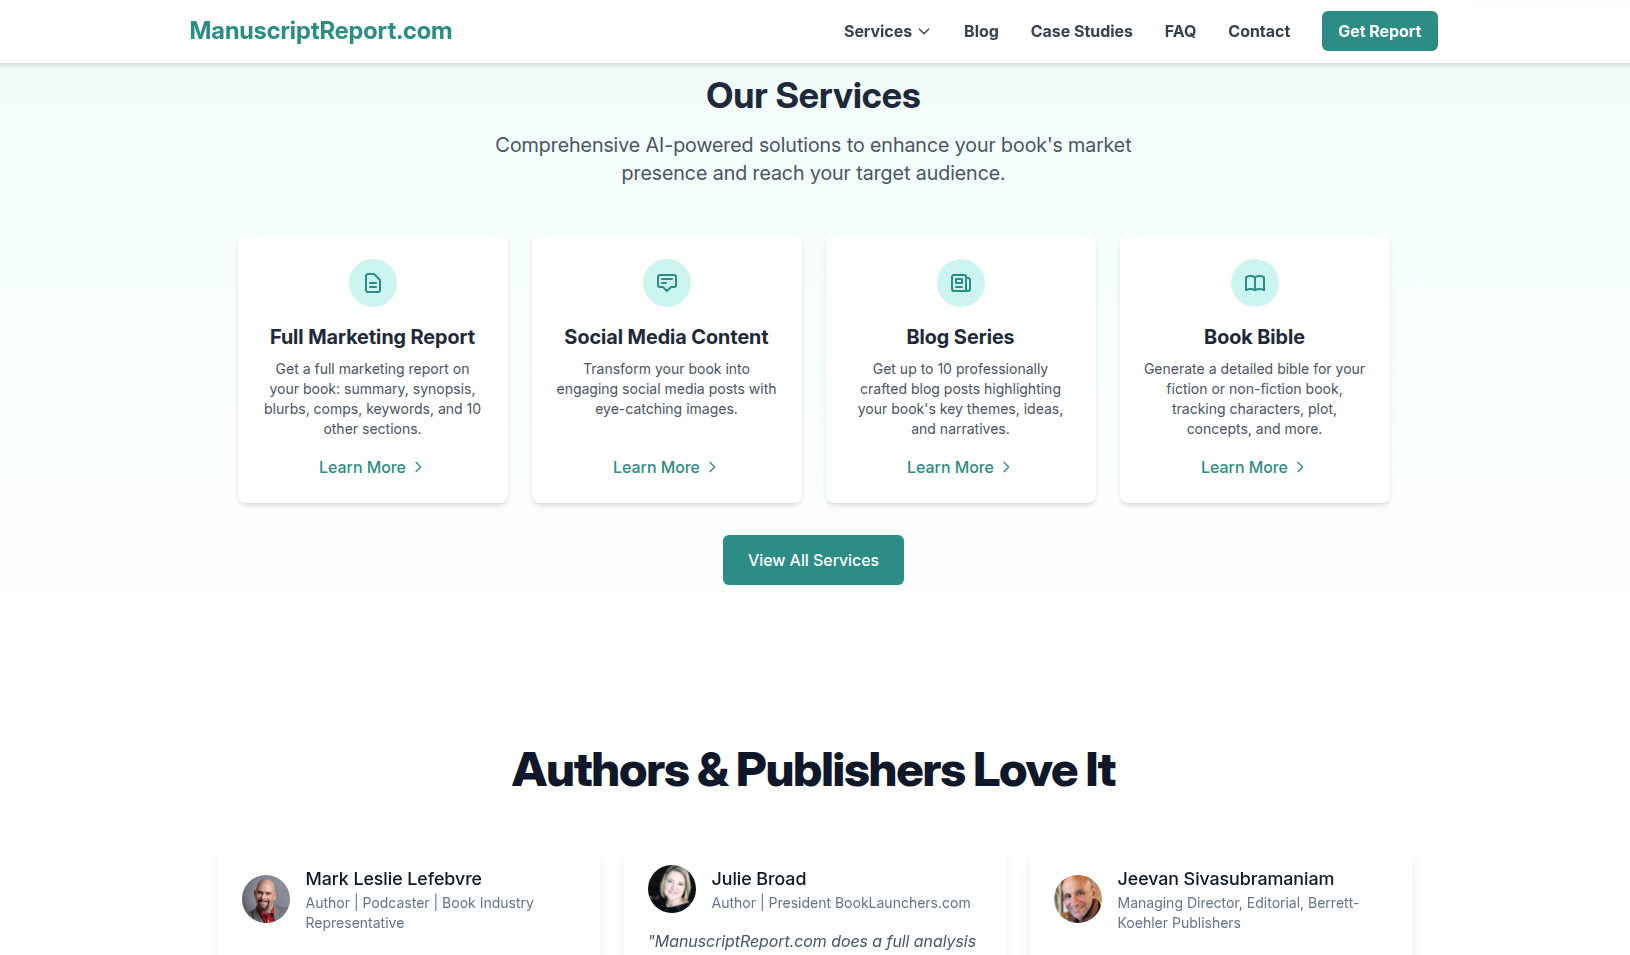 ManuscriptReport.com
Services
Blog
Case Studies
FAQ
Contact
Get Report
Our Services
Comprehensive AI-powered solutions to enhance your book's market
presence and reach your target audience.
Full Marketing Report
Get a full marketing report on
your book: summary, synopsis,
blurbs, comps, keywords, and 10
other sections.
Learn More
Social Media Content
Transform your book into
engaging social media posts with
eye-catching images.
Learn More
Blog Series
Get up to 10 professionally
crafted blog posts highlighting
your book's key themes, ideas,
and narratives.
Learn More
Book Bible
Generate a detailed bible for your
fiction or non-fiction book,
tracking characters, plot,
concepts, and more.
Learn More
View All Services
Authors & Publishers Love It
Mark Leslie Lefebvre
Author | Podcaster | Book Industry
Representative
Julie Broad
Author | President BookLaunchers.com
"ManuscriptReport.com does a full analysis
Jeevan Sivasubramaniam
Managing Director, Editorial, Berrett-
Koehler Publishers